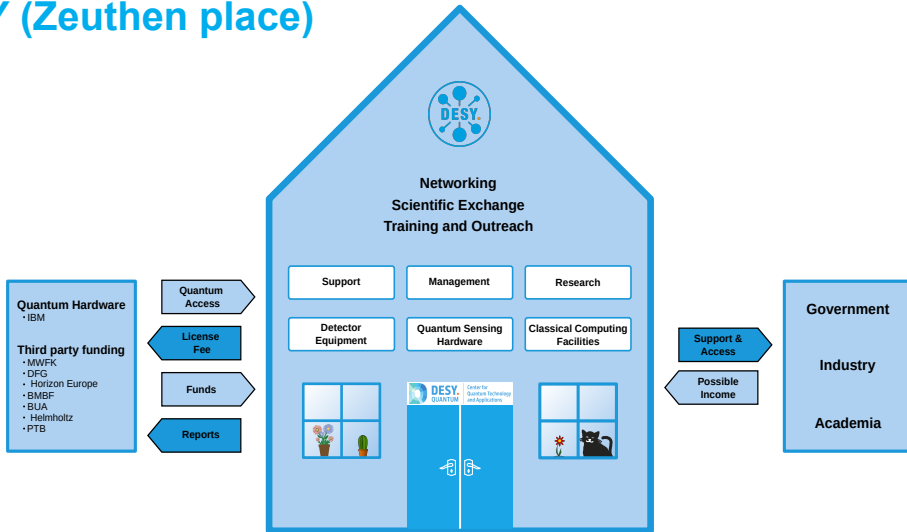 (Zeuthen place)
DESY.
Networking
Scientific Exchange
Training and Outreach
Support
Management
Research
Detector
Equipment
Quantum Sensing
Hardware
Classical Computing
Facilities
DESY.
QUANTUM
Center for
Quantum Technology
and Applications
Quantum Hardware
· IBM
Third party funding
· MWFK
· DFG
· Horizon Europe
· BMBF
· BUA
· Helmholtz
· PTB
Quantum
Access
License
Fee
Funds
Reports
Support &
Access
Possible
Income
Government
Industry
Academia